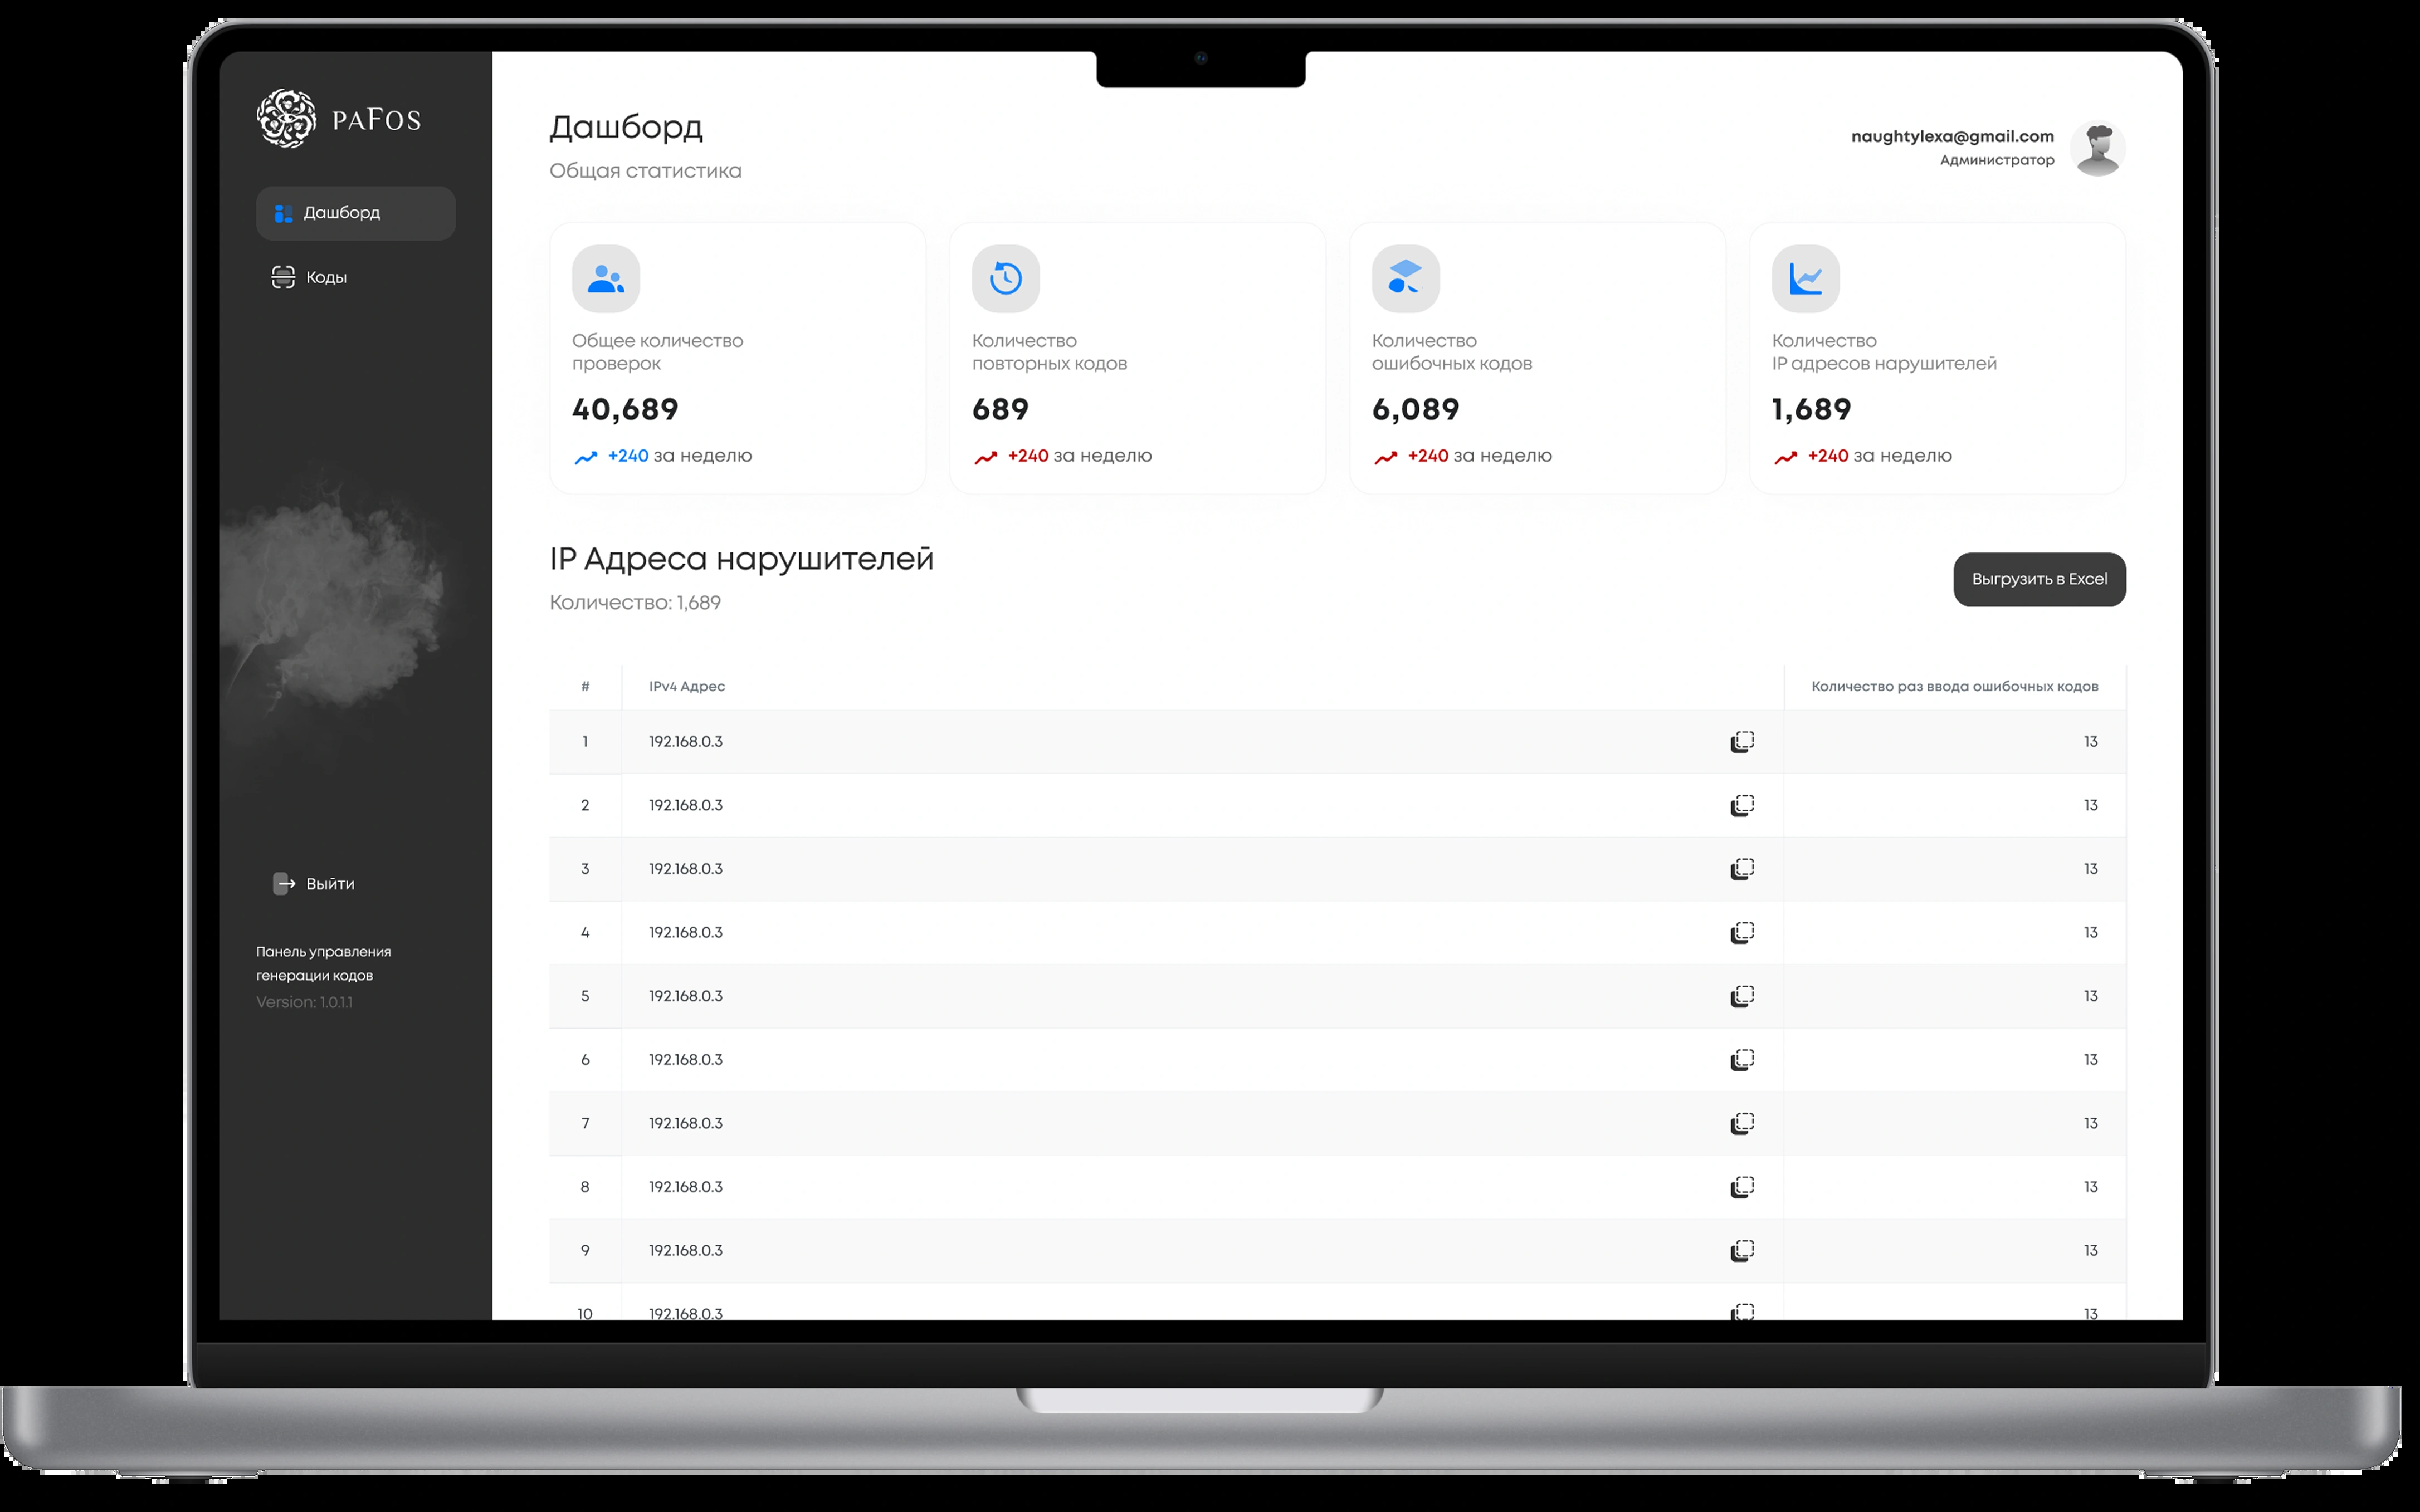 PAFOS
Дашборд
Коды
Выйти
Панель управления
генерации кодов
Version: 1.0.1.1
Дашборд
Общая статистика
naughtylexa@gmail.com
Администратор
Общее количество
проверок
40,689
+240 за неделю
Количество
повторных кодов
689
+240 за неделю
Количество
ошибочных кодов
6,089
+240 за неделю
Количество
IP адресов нарушителей
1,689
+240 за неделю
IP Адреса нарушителей
Количество: 1,689
Выгрузить в Excel
# IPv4 Адрес Количество раз ввода ошибочных кодов
1 192.168.0.3 13
2 192.168.0.3 13
3 192.168.0.3 13
4 192.168.0.3 13
5 192.168.0.3 13
6 192.168.0.3 13
7 192.168.0.3 13
8 192.168.0.3 13
9 192.168.0.3 13
10 192.168.0.3 13